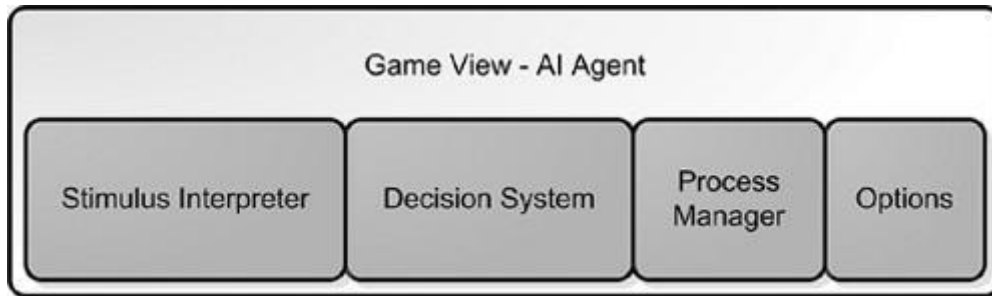 Game View - AI Agent
Stimulus Interpreter
Decision System
Process
Manager
Options